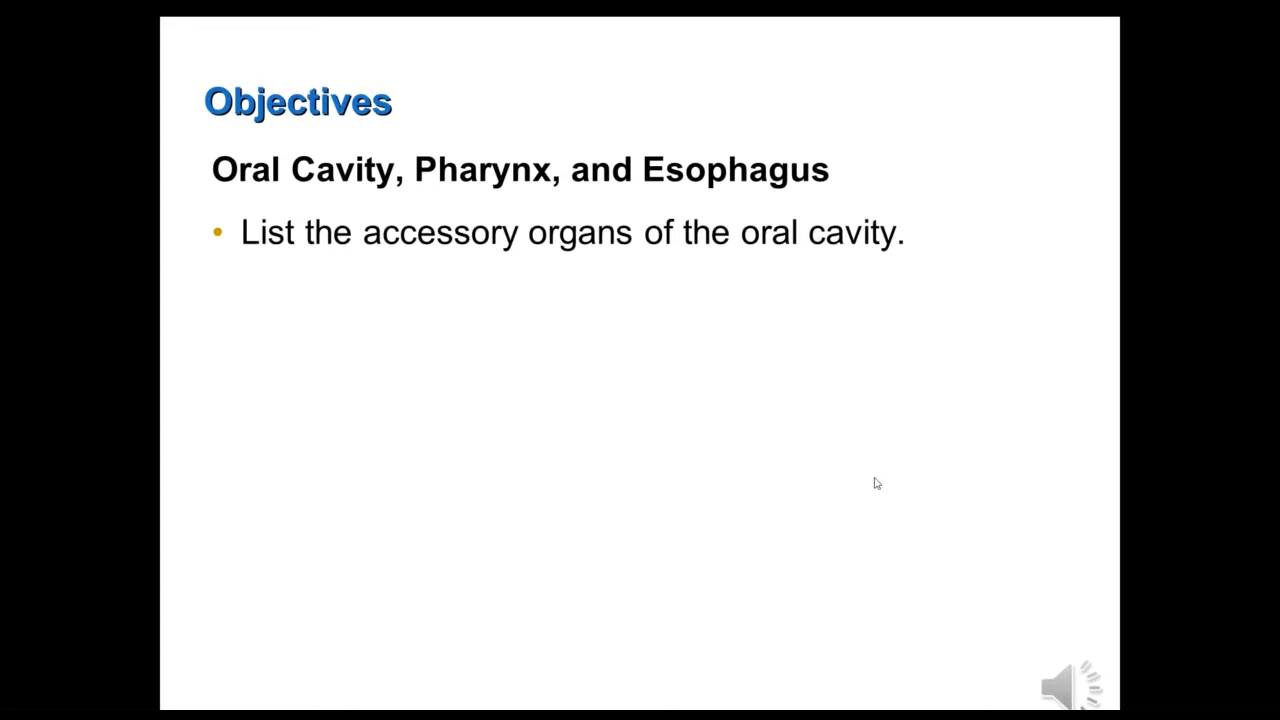 Objectives
Oral Cavity, Pharynx, and Esophagus
• List the accessory organs of the oral cavity.